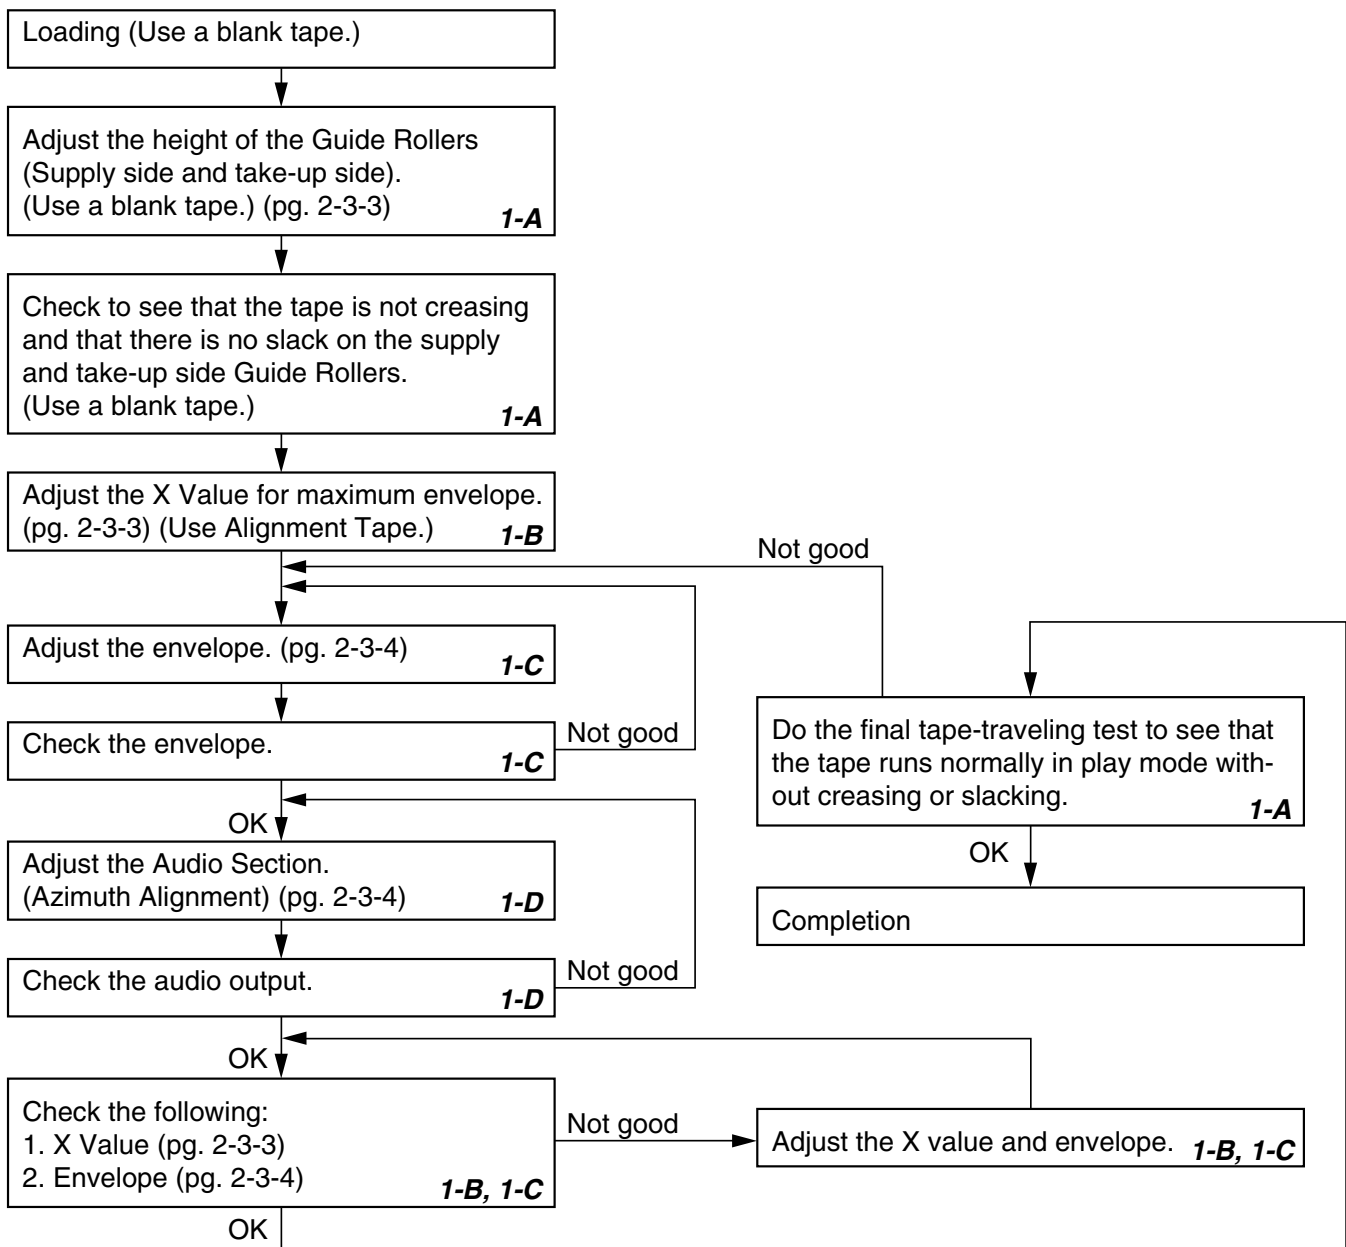 Loading (Use a blank tape.)
Adjust the height of the Guide Rollers
(Supply side and take-up side).
(Use a blank tape.) (pg. 2-3-3)
1-A
Check to see that the tape is not creasing
and that there is no slack on the supply
and take-up side Guide Rollers.
(Use a blank tape.)
1-A
Adjust the X Value for maximum envelope.
(pg. 2-3-3) (Use Alignment Tape.)
1-B
Not good
Adjust the envelope. (pg. 2-3-4)
1-C
Check the envelope.
1-C
Not good
OK
Adjust the Audio Section.
(Azimuth Alignment) (pg. 2-3-4)
1-D
Check the audio output.
1-D
Not good
OK
Check the following:
1. X Value (pg. 2-3-3)
2. Envelope (pg. 2-3-4)
1-B, 1-C
Not good
Adjust the X value and envelope.
1-B, 1-C
OK
Do the final tape-traveling test to see that
the tape runs normally in play mode with-
out creasing or slacking.
1-A
OK
Completion